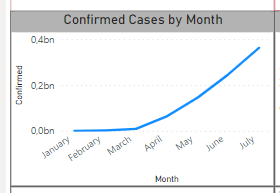 Confirmed Cases by Month
0,4bn
0,2bn
0,0bn
Confirmed
January
February
March
April
May
June
July
Month